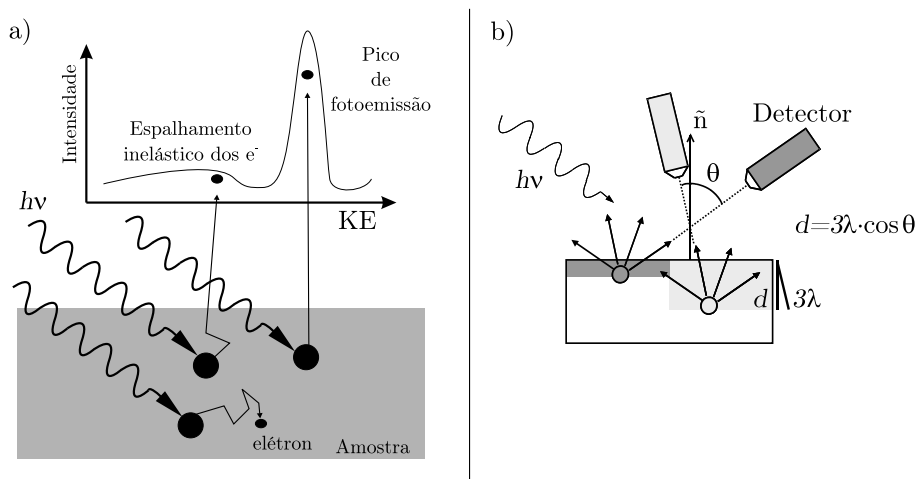 a)
Intensidade
Pico
de
fotoemissão
Espalhamento
inelástico dos e-
KE
hν
elétron
Amostra
b)
ñ
Detector
θ
hν
d=3λ·cosθ
d
3λ